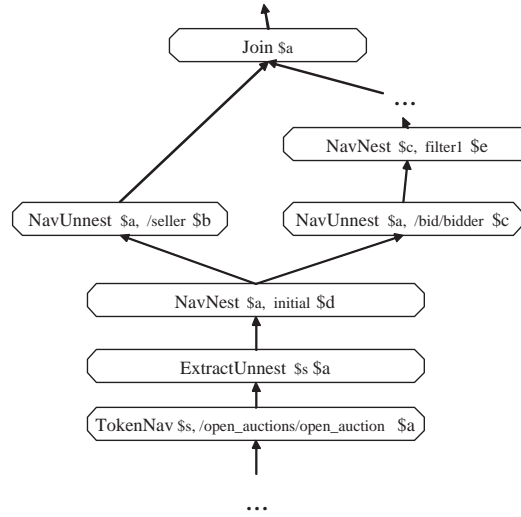 Join $a
...
NavNest $c, filter1 $e
NavUnnest $a, /seller $b
NavUnnest $a, /bid/bidder $c
NavNest $a, initial $d
ExtractUnnest $s $a
TokenNav $s, /open_auctions/open_auction $a
...